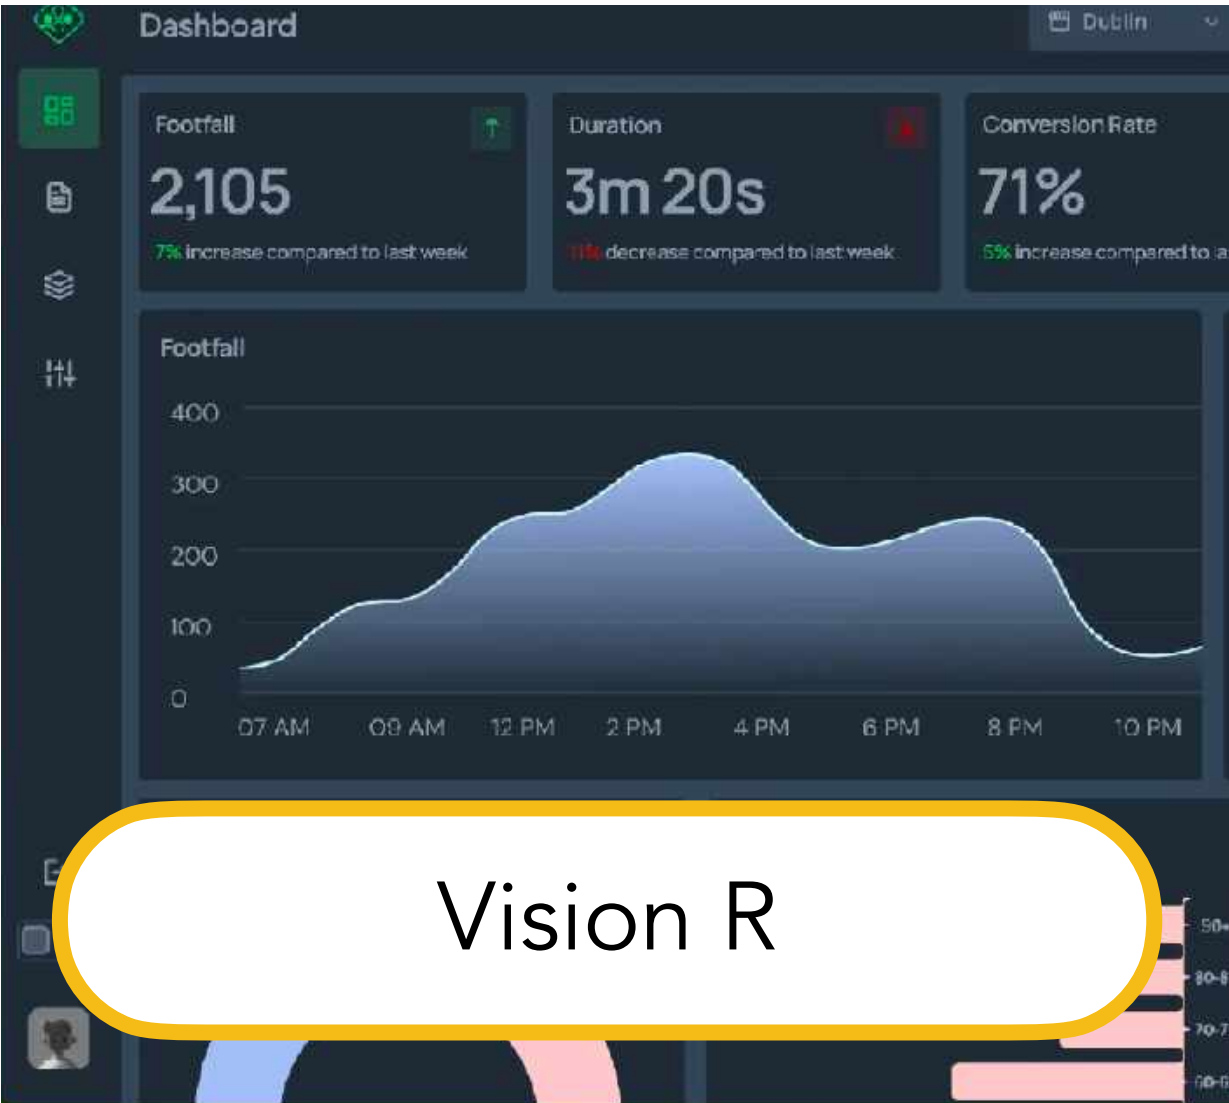 Dashboard
Dublin
Footfall
2,105
7% increase compared to last week
Duration
3m 20s
11% decrease compared to last week
Conversion Rate
71%
5% increase compared to
Footfall
400
300
200
100
0
07 AM 09 AM 12 PM 2 PM 4 PM 6 PM 8 PM 10 PM
Vision R